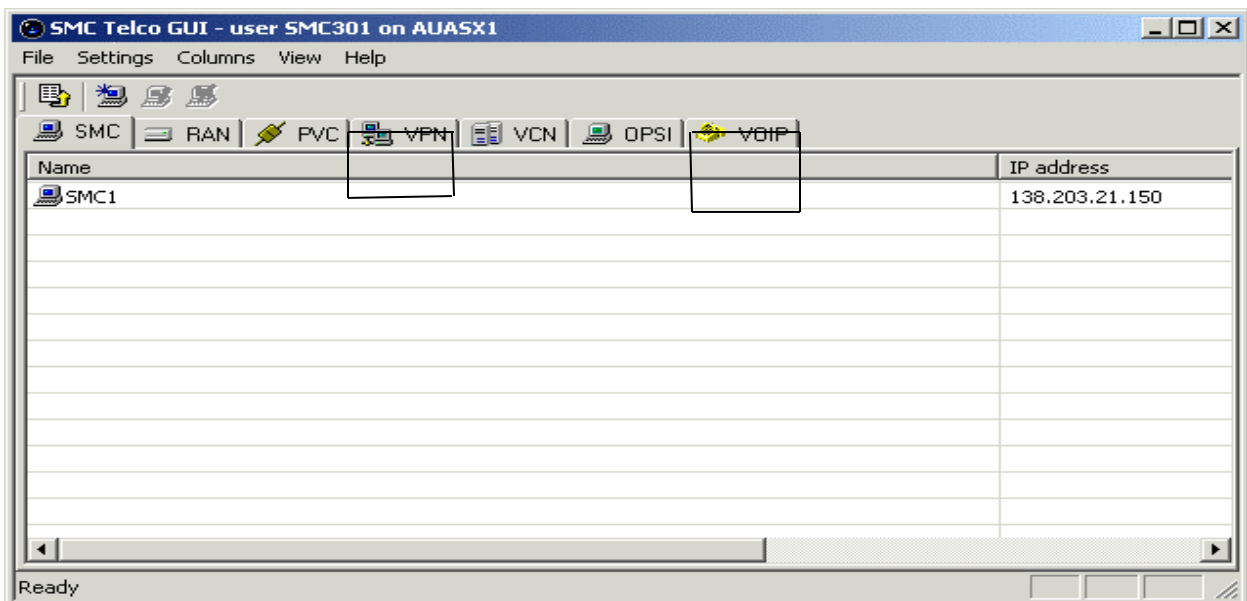 SMC Telco GUI - user SMC301 on AUASX1
File Settings Columns View Help
SMC RAN PVC VPN VCN OPSI VOIP
Name IP address
SMC1 138.203.21.150
Ready